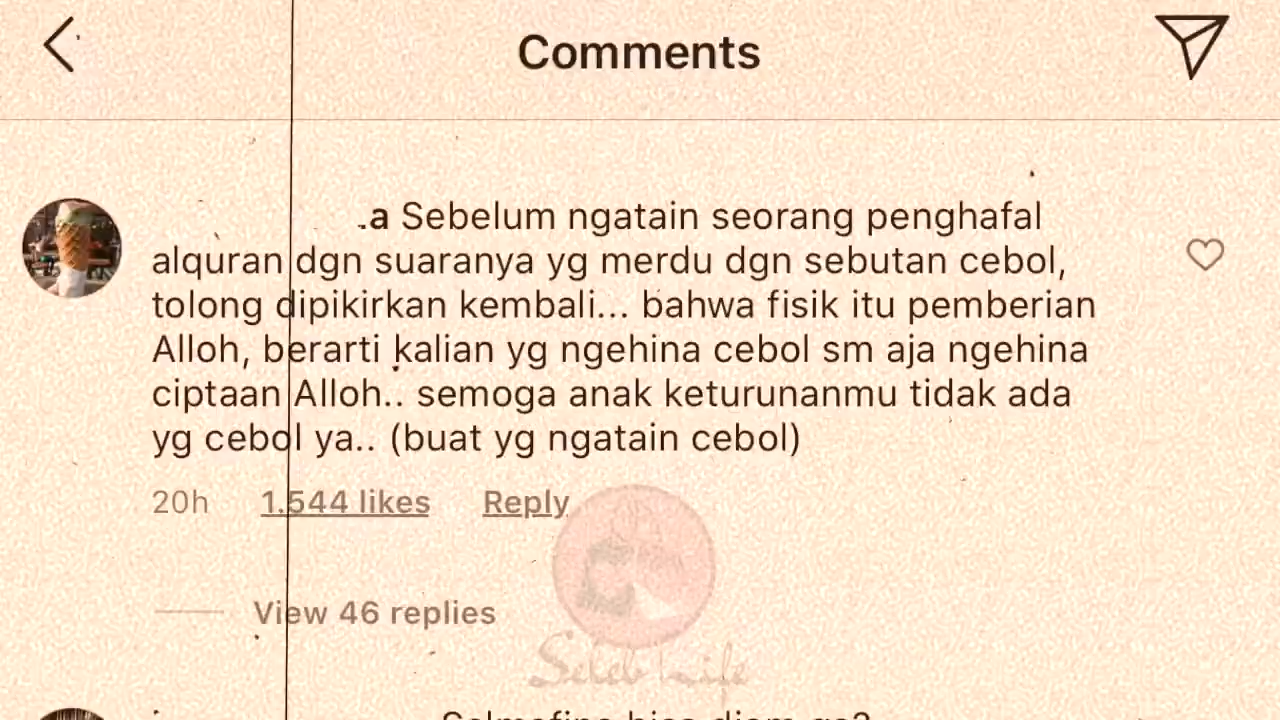 Comments
.a Sebelum ngatain seorang penghafal
alquran dgn suaranya yg merdu dgn sebutan cebol,
tolong dipikirkan kembali... bahwa fisik itu pemberian
Alloh, berarti kalian yg ngehina cebol sm aja ngehina
ciptaan Alloh.. semoga anak keturunanmu tidak ada
yg cebol ya.. (buat yg ngatain cebol)
20h 1.544 likes Reply
View 46 replies
Seleb Life